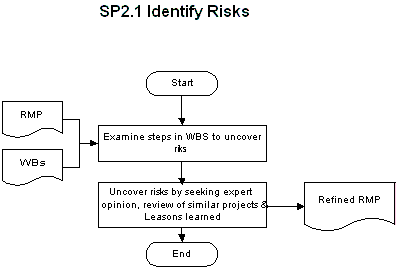 SP2.1 Identify Risks
Start
RMP
Examine steps in WBS to uncover
riks
WBs
Uncover risks by seeking expert
opinion, review of similar projects &
Leasons learned
Refined RMP
End